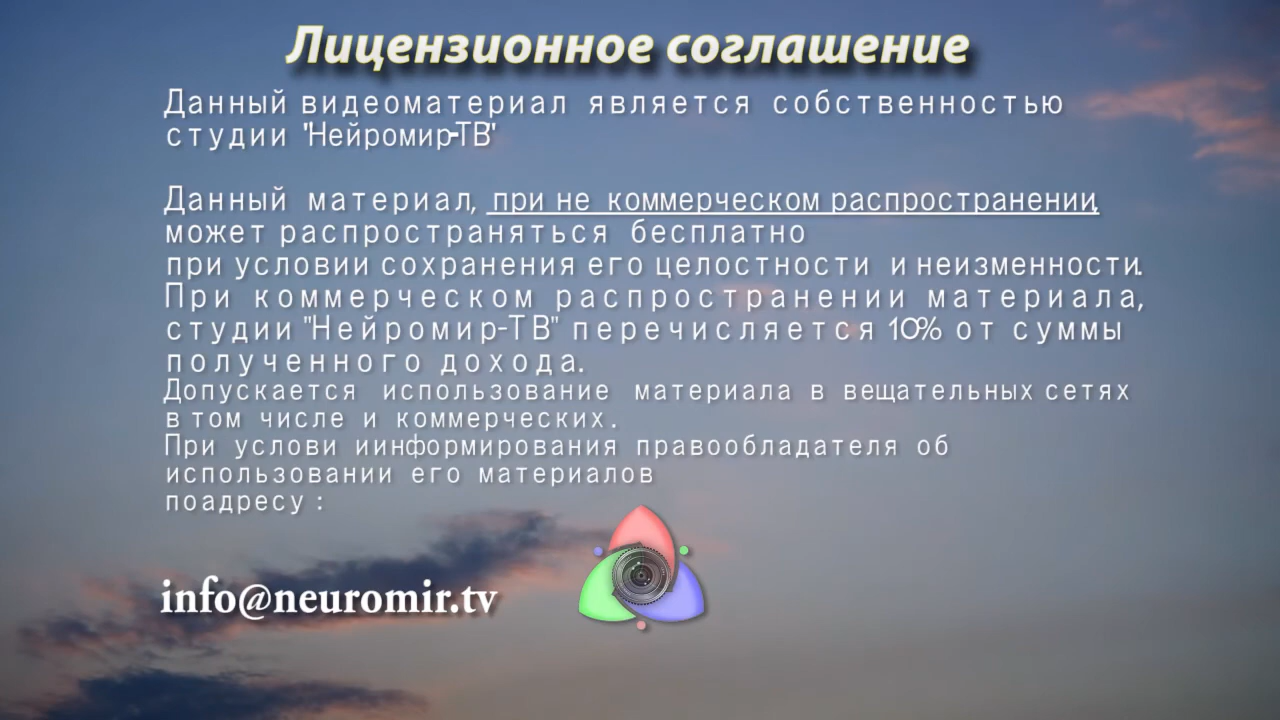 Лицензионное соглашение
Данный видеоматериал является собственностью
студии "Нейромир-ТВ"
Данный материал, при не коммерческом распространении,
может распространяться бесплатно
при условии сохранения его целостности и неизменности.
При коммерческом распространении материала,
студии "Нейромир-ТВ" перечисляется 10% от суммы
полученного дохода.
Допускается использование материала в вещательных сетях
в том числе и коммерческих.
При услови иинформирования правообладателя об
использовании его материалов
поадресу :
info@neuromir.tv